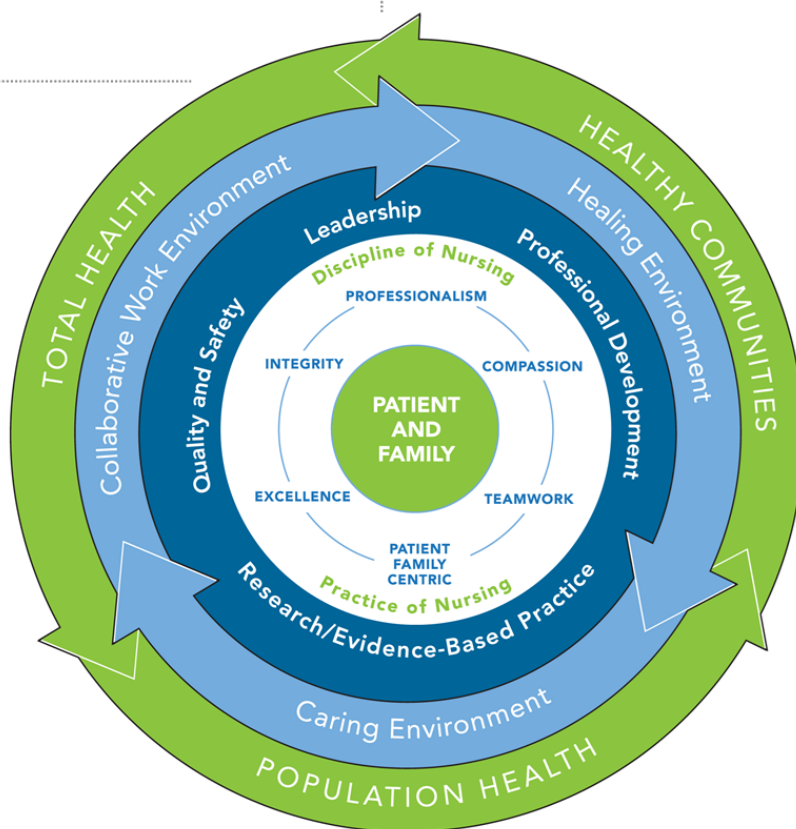 TOTAL HEALTH
HEALTHY COMMUNITIES
POPULATION HEALTH
Collaborative Work Environment
Healing Environment
Caring Environment
Leadership
Professional Development
Quality and Safety
Research/Evidence-Based Practice
Discipline of Nursing
PROFESSIONALISM
INTEGRITY
COMPASSION
PATIENT
AND
FAMILY
EXCELLENCE
TEAMWORK
PATIENT
FAMILY
CENTRIC
Practice of Nursing